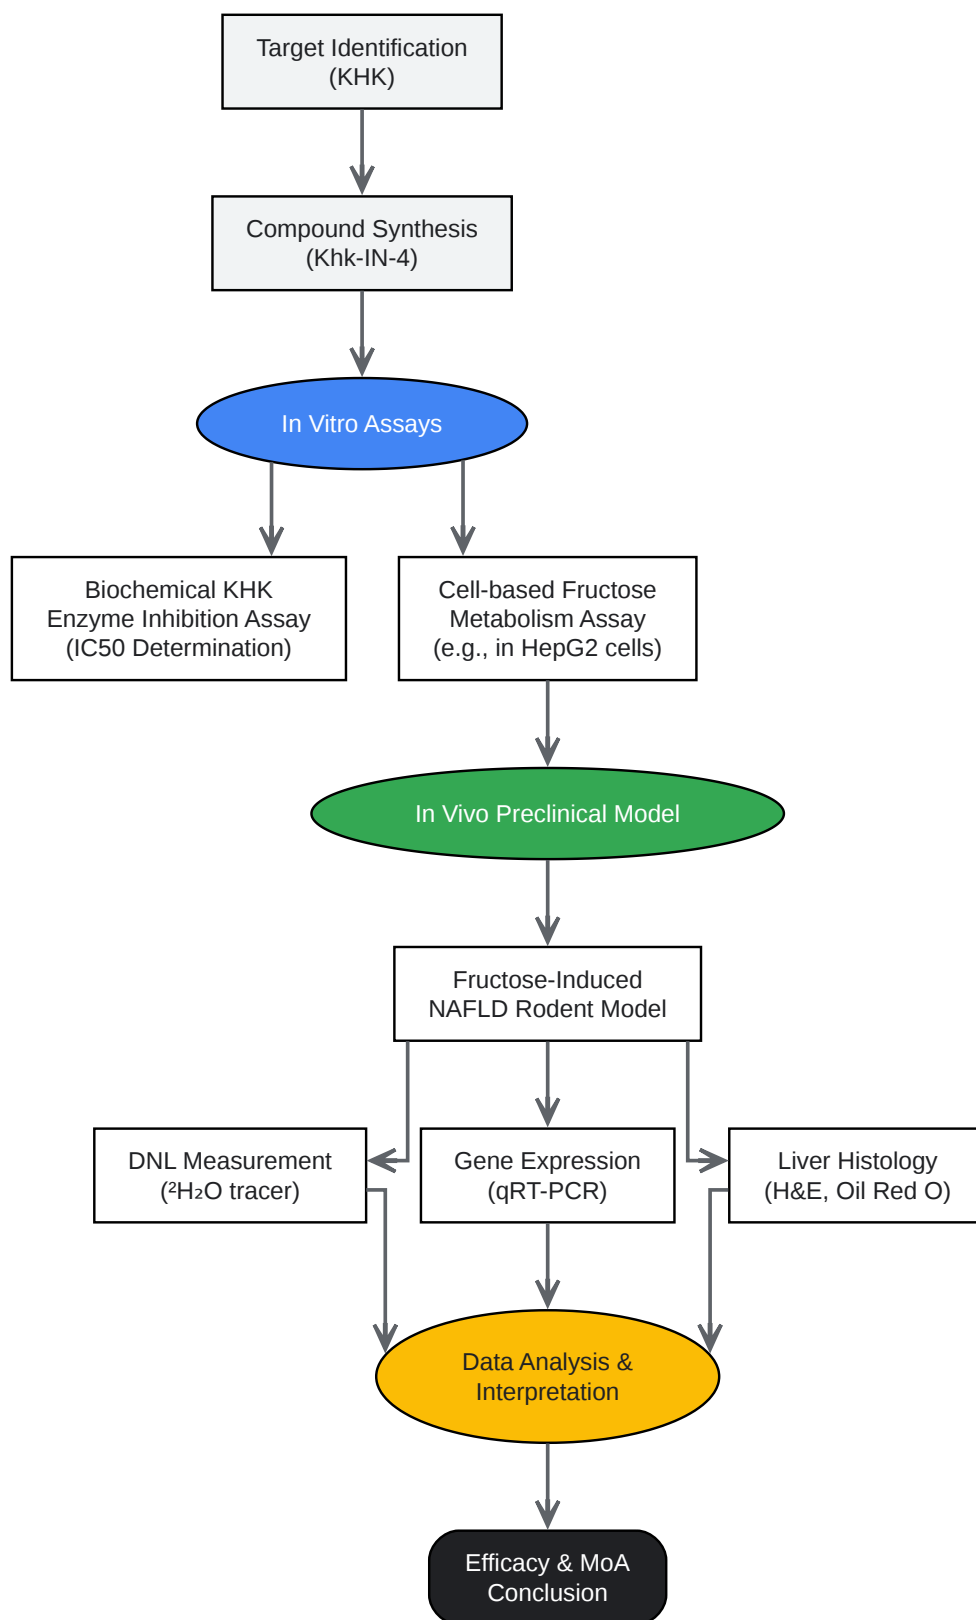 Target Identification
(KHK)
Compound Synthesis
(Khk-IN-4)
In Vitro Assays
Biochemical KHK
Enzyme Inhibition Assay
(IC50 Determination)
Cell-based Fructose
Metabolism Assay
(e.g., in HepG2 cells)
In Vivo Preclinical Model
Fructose-Induced
NAFLD Rodent Model
DNL Measurement
(²H₂O tracer)
Gene Expression
(qRT-PCR)
Liver Histology
(H&E, Oil Red O)
Data Analysis &
Interpretation
Efficacy & MoA
Conclusion